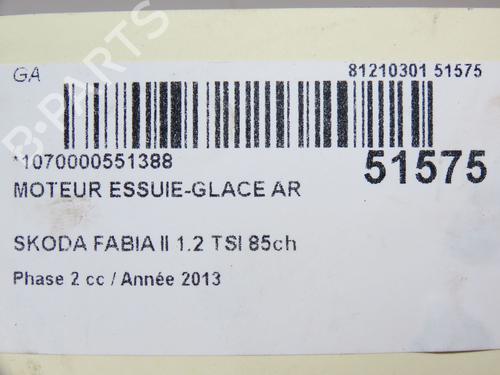 GA
81210301 51575
*1070000551388
51575
MOTEUR ESSUIE-GLACE AR
SKODA FABIA II 1.2 TSI 85ch
Phase 2 cc / Année 2013
B-PARTS